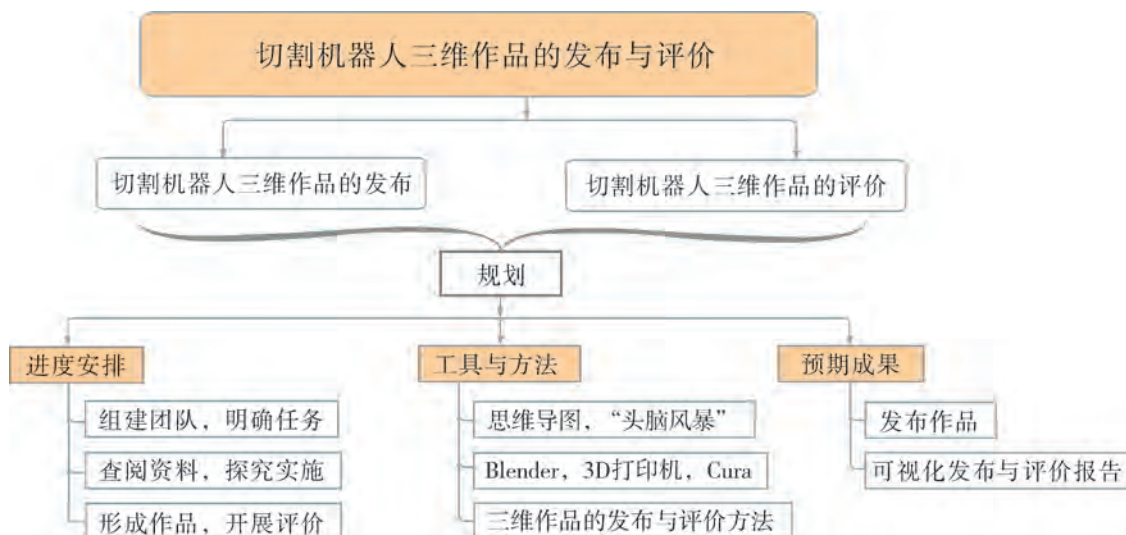 切割机器人三维作品的发布与评价
切割机器人三维作品的发布
切割机器人三维作品的评价
规划
进度安排
组建团队，明确任务
查阅资料，探究实施
形成作品，开展评价
工具与方法
思维导图，“头脑风暴”
Blender，3D打印机，Cura
三维作品的发布与评价方法
预期成果
发布作品
可视化发布与评价报告